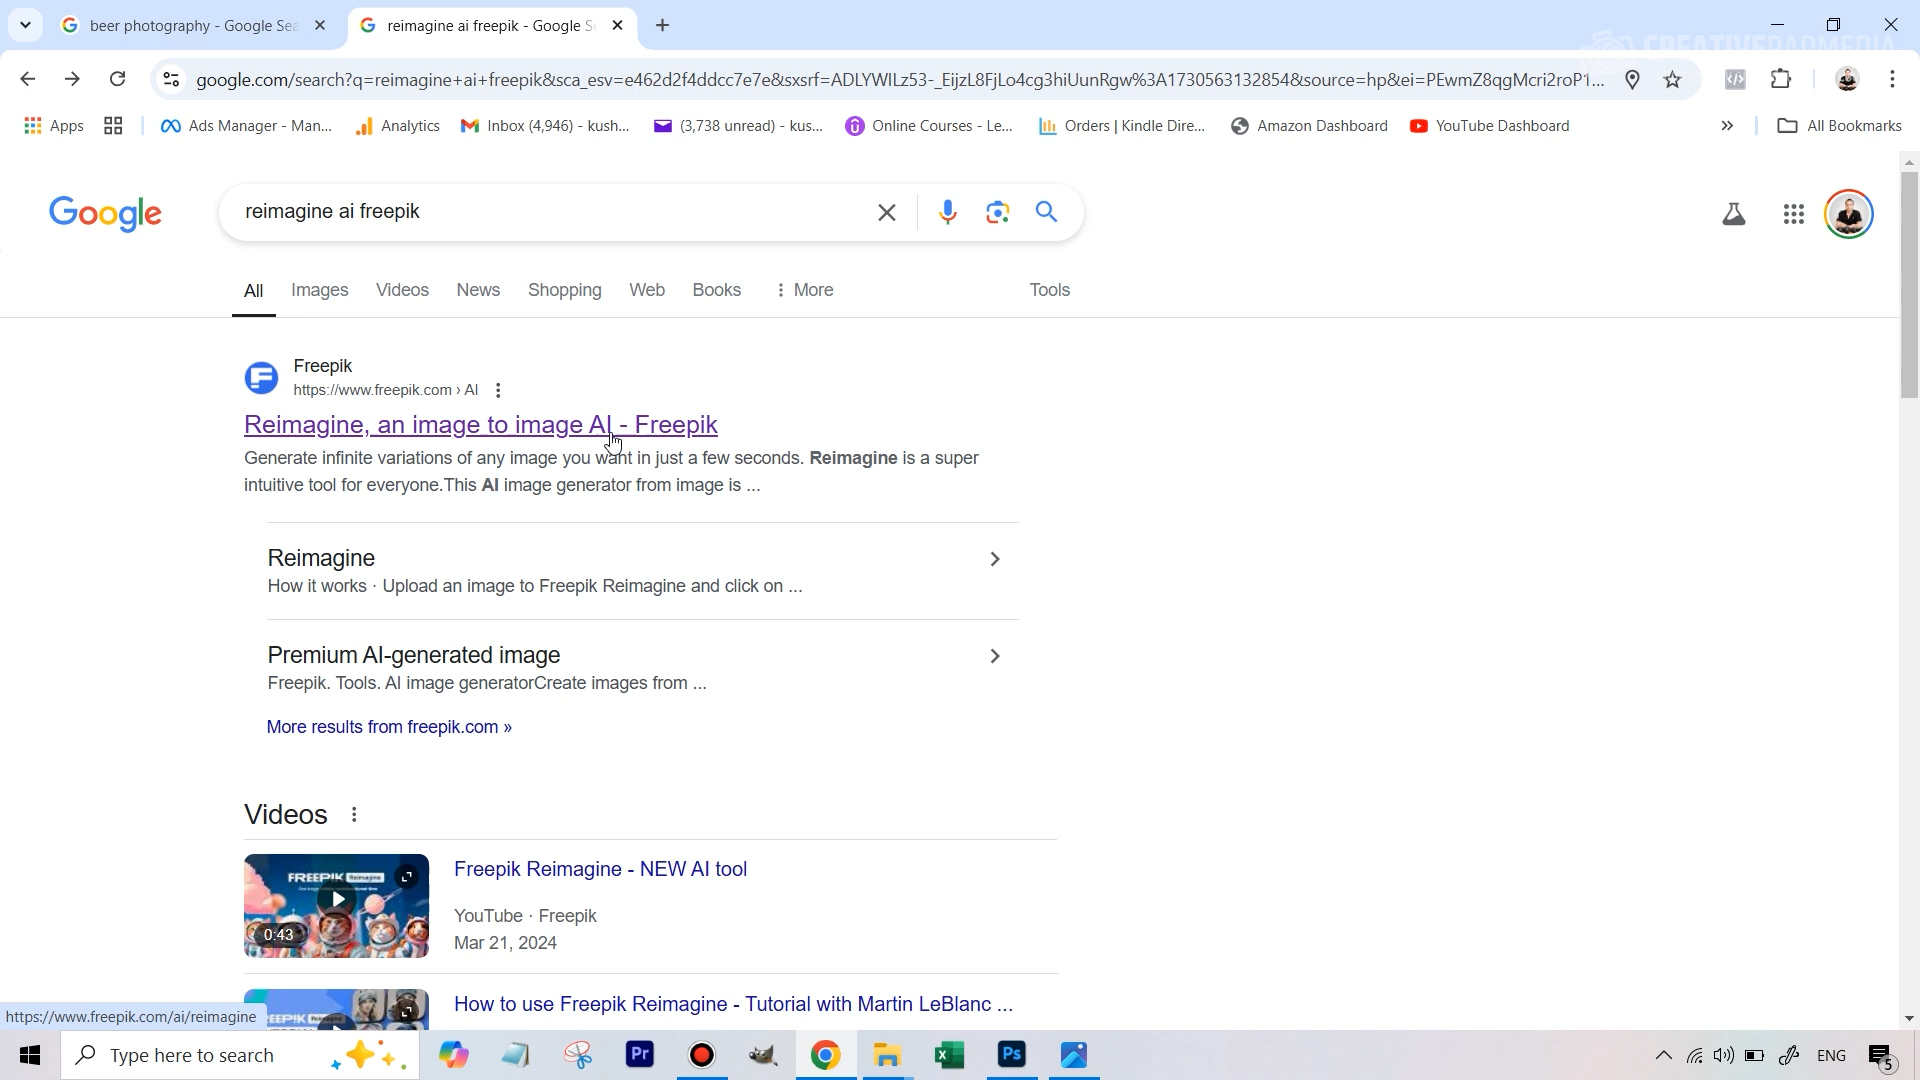 beer photography - Google Sea
reimagine ai freepik - Google S
CREATIVEPADMEDIA
google.com/search?q=reimagine+ai+freepik&sca_esv=e462d2f4ddcc7e7e&sxsrf=ADLYWILz53-_EijzL8FjLo4cg3hiUunRgw%3A1730563132854&source=hp&ei=PEwmZ8qgMcri2roP1...
Apps
Ads Manager - Man...
Analytics
Inbox (4,946) - kush...
(3,738 unread) - kus...
Online Courses - Le...
Orders | Kindle Dire...
Amazon Dashboard
YouTube Dashboard
»
All Bookmarks
Google
reimagine ai freepik
All
Images
Videos
News
Shopping
Web
Books
More
Tools
Freepik
https://www.freepik.com › AI
Reimagine, an image to image AI - Freepik
Generate infinite variations of any image you want in just a few seconds. Reimagine is a super
intuitive tool for everyone.This AI image generator from image is ...
Reimagine
How it works · Upload an image to Freepik Reimagine and click on ...
Premium AI-generated image
Freepik. Tools. AI image generatorCreate images from ...
More results from freepik.com »
Videos
FREEPIK Reimagine
0:43
Freepik Reimagine - NEW AI tool
YouTube · Freepik
Mar 21, 2024
How to use Freepik Reimagine - Tutorial with Martin LeBlanc ...
https://www.freepik.com/ai/reimagine
Type here to search
Pr
Ps
ENG
5